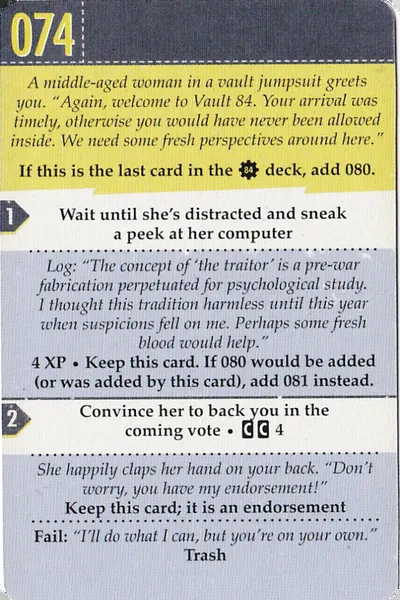 074
A middle-aged woman in a vault jumpsuit greets
you. “Again, welcome to Vault 84. Your arrival was
timely, otherwise you would have never been allowed
inside. We need some fresh perspectives around here.”
If this is the last card in the 84 deck, add 080.
1
Wait until she’s distracted and sneak
a peek at her computer
Log: “The concept of ‘the traitor’ is a pre-war
fabrication perpetuated for psychological study.
I thought this tradition harmless until this year
when suspicions fell on me. Perhaps some fresh
blood would help.”
4 XP • Keep this card. If 080 would be added
(or was added by this card), add 081 instead.
2
Convince her to back you in the
coming vote • C C 4
She happily claps her hand on your back. “Don’t
worry, you have my endorsement!”
Keep this card; it is an endorsement
Fail: “I’ll do what I can, but you’re on your own.”
Trash